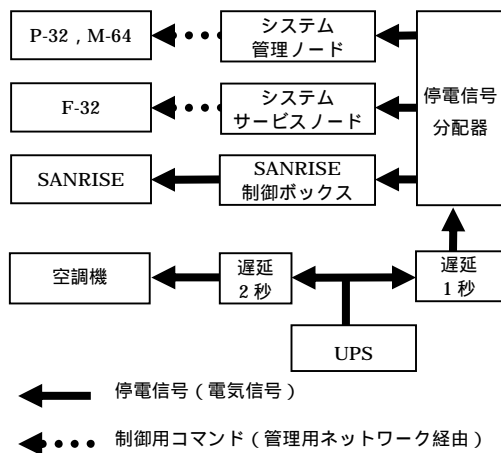 P-32 , M-64
システム
管理ノード
停電信号
分配器
F-32
システム
サービスノード
SANRISE
SANRISE
制御ボックス
空調機
遅延
2 秒
遅延
1 秒
UPS
停電信号 ( 電気信号 )
制御用コマンド ( 管理用ネットワーク経由 )